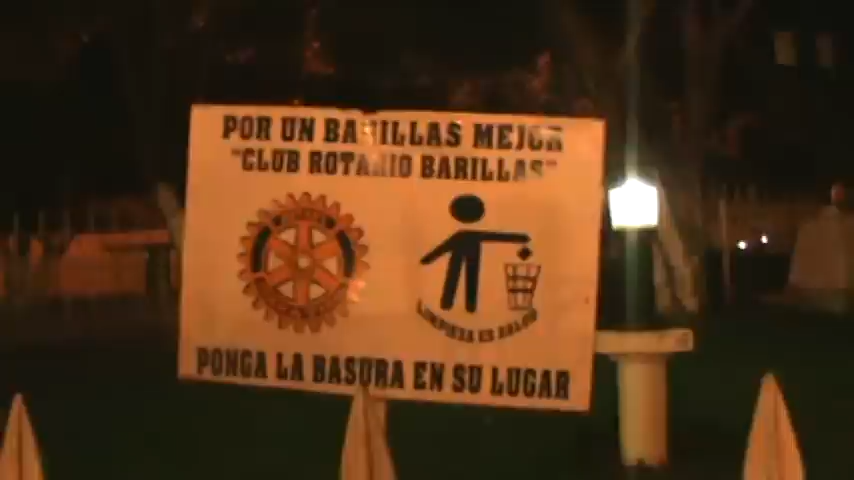 POR UN BARILLAS MEJOR
"CLUB ROTARIO BARILLAS"
LIMPIEZA ES SALUD
PONGA LA BASURA EN SU LUGAR